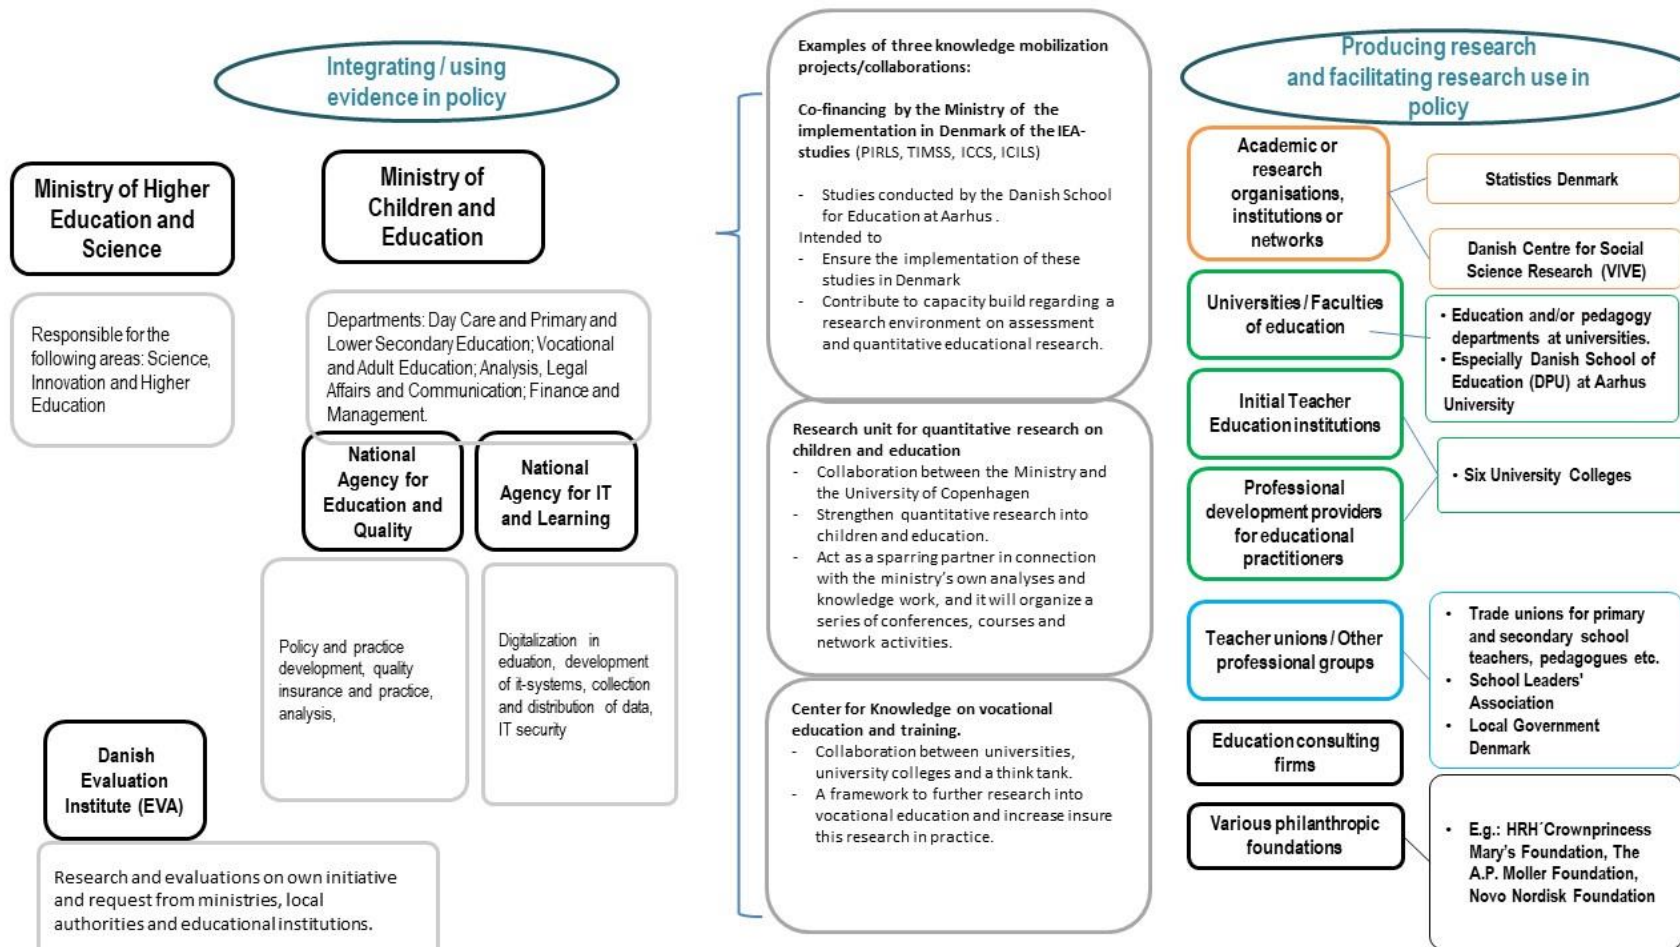 Integrating / using
evidence in policy
Ministry of Higher
Education and
Science
Responsible for the
following areas: Science,
Innovation and Higher
Education
Ministry of
Children and
Education
Departments: Day Care and Primary and
Lower Secondary Education; Vocational
and Adult Education; Analysis, Legal
Affairs and Communication; Finance and
Management.
National
Agency for
Education and
Quality
National
Agency for IT
and Learning
Policy and practice
development, quality
insurance and practice,
analysis,
Digitalization in
eduation, development
of it-systems, collection
and distribution of data,
IT security
Danish
Evaluation
Institute (EVA)
Research and evaluations on own initiative
and request from ministries, local
authorities and educational institutions.
Examples of three knowledge mobilization
projects/collaborations:
Co-financing by the Ministry of the
implementation in Denmark of the IEA-
studies (PIRLS, TIMSS, ICCS, ICILS)
- Studies conducted by the Danish School
for Education at Aarhus .
Intended to
- Ensure the implementation of these
studies in Denmark
- Contribute to capacity build regarding a
research environment on assessment
and quantitative educational research.
Research unit for quantitative research on
children and education
- Collaboration between the Ministry and
the University of Copenhagen
- Strengthen quantitative research into
children and education.
- Act as a sparring partner in connection
with the ministry's own analyses and
knowledge work, and it will organize a
series of conferences, courses and
network activities.
Center for Knowledge on vocational
education and training.
- Collaboration between universities,
university colleges and a think tank.
- A framework to further research into
vocational education and increase insure
this research in practice.
Producing research
and facilitating research use in
policy
Academic or
research
organisations,
institutions or
networks
Statistics Denmark
Danish Centre for Social
Science Research (VIVE)
Universities / Faculties
of education
• Education and/or pedagogy
departments at universities.
• Especially Danish School of
Education (DPU) at Aarhus
University
Initial Teacher
Education institutions
• Six University Colleges
Professional
development providers
for educational
practitioners
Teacher unions / Other
professional groups
• Trade unions for primary
and secondary school
teachers, pedagogues etc.
• School Leaders'
Association
• Local Government
Denmark
Education consulting
firms
Various philanthropic
foundations
• E.g.: HRH´Crownprincess
Mary's Foundation, The
A.P. Moller Foundation,
Novo Nordisk Foundation